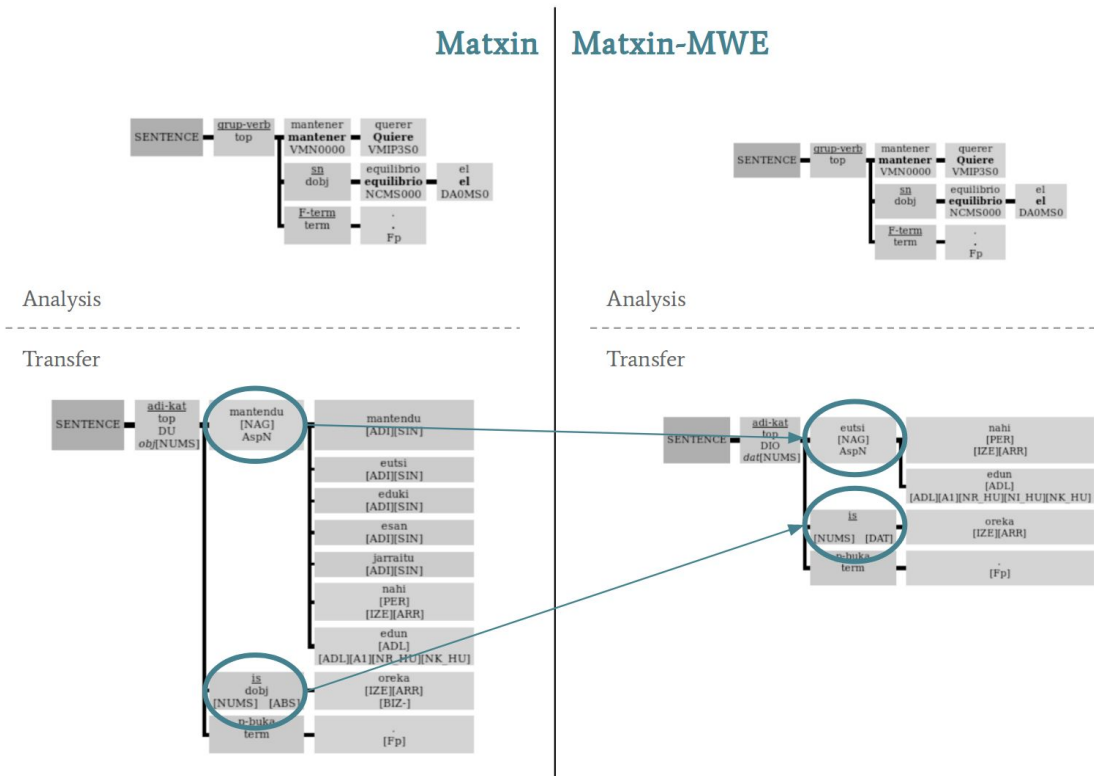 Matxin
SENTENCE
grup-verb
top
mantener
mantener
VMN0000
querer
Quiere
VMIP3S0
sn
dobj
equilibrio
equilibrio
NCMS000
el
el
DA0MS0
F-term
term
.
.
Fp
Analysis
Transfer
SENTENCE
adi-kat
top
DU
obj[NUMS]
mantendu
[NAG]
AspN
mantendu
[ADI][SIN]
eutsi
[ADI][SIN]
eduki
[ADI][SIN]
esan
[ADI][SIN]
jarraitu
[ADI][SIN]
nahi
[PER]
[IZE][ARR]
edun
[ADL]
[ADL][A1][NR_HU][NK_HU]
is
dobj
[NUMS] [ABS]
oreka
[IZE][ARR]
[BIZ-]
p-buka
term
.
[Fp]
Matxin-MWE
SENTENCE
grup-verb
top
mantener
mantener
VMN0000
querer
Quiere
VMIP3S0
sn
dobj
equilibrio
equilibrio
NCMS000
el
el
DA0MS0
F-term
term
.
.
Fp
Analysis
Transfer
SENTENCE
adi-kat
top
DIO
dat[NUMS]
eutsi
[NAG]
AspN
nahi
[PER]
[IZE][ARR]
edun
[ADL]
[ADL][A1][NR_HU][NI_HU][NK_HU]
is
[NUMS] [DAT]
oreka
[IZE][ARR]
p-buka
term
.
[Fp]